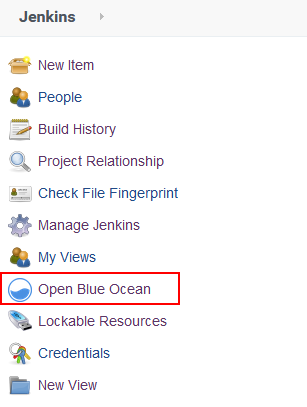 Jenkins
New Item
People
Build History
Project Relationship
Check File Fingerprint
Manage Jenkins
My Views
Open Blue Ocean
Lockable Resources
Credentials
New View